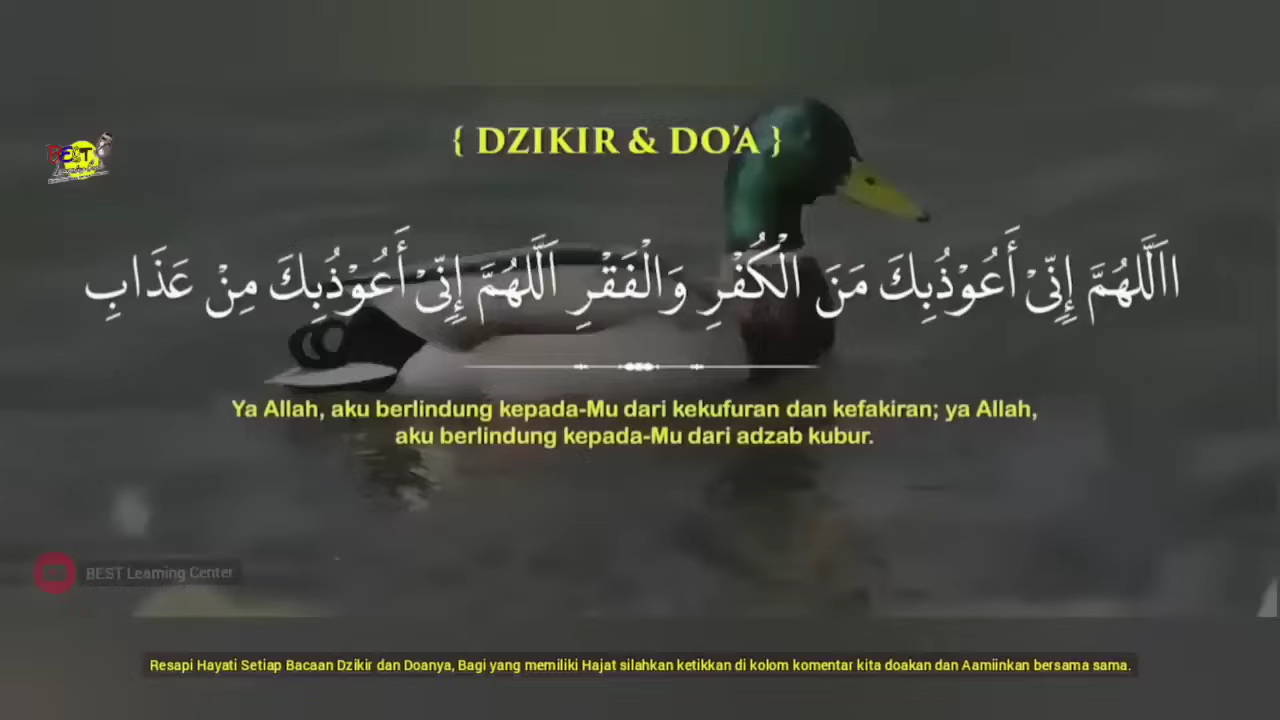 { DZIKIR & DO'A }
BEST
االَلَّهُمَّ إِنِّىْ أَعُوْذُبِكَ مَنَ الْكُفْرِ وَالْفَقْرِ اَللَّهُمَّ إِنِّىْ أَعُوْذُبِكَ مِنْ عَذَابِ
Ya Allah, aku berlindung kepada-Mu dari kekufuran dan kefakiran; ya Allah,
aku berlindung kepada-Mu dari adzab kubur.
BEST Learning Center
Resapi Hayati Setiap Bacaan Dzikir dan Doanya, Bagi yang memiliki Hajat silahkan ketikkan di kolom komentar kita doakan dan Aamiinkan bersama sama.